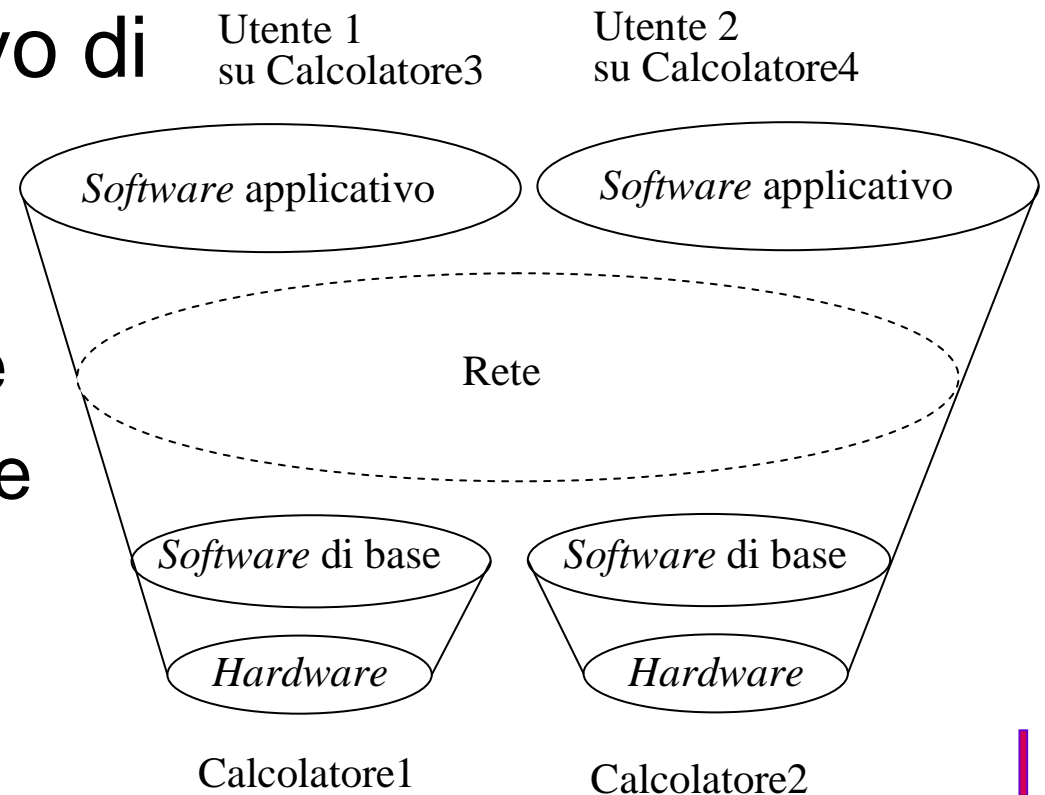 di
Utente 1
su Calcolatore3
Utente 2
su Calcolatore4
Software applicativo
Software applicativo
Rete
Software di base
Software di base
Hardware
Hardware
Calcolatore1
Calcolatore2